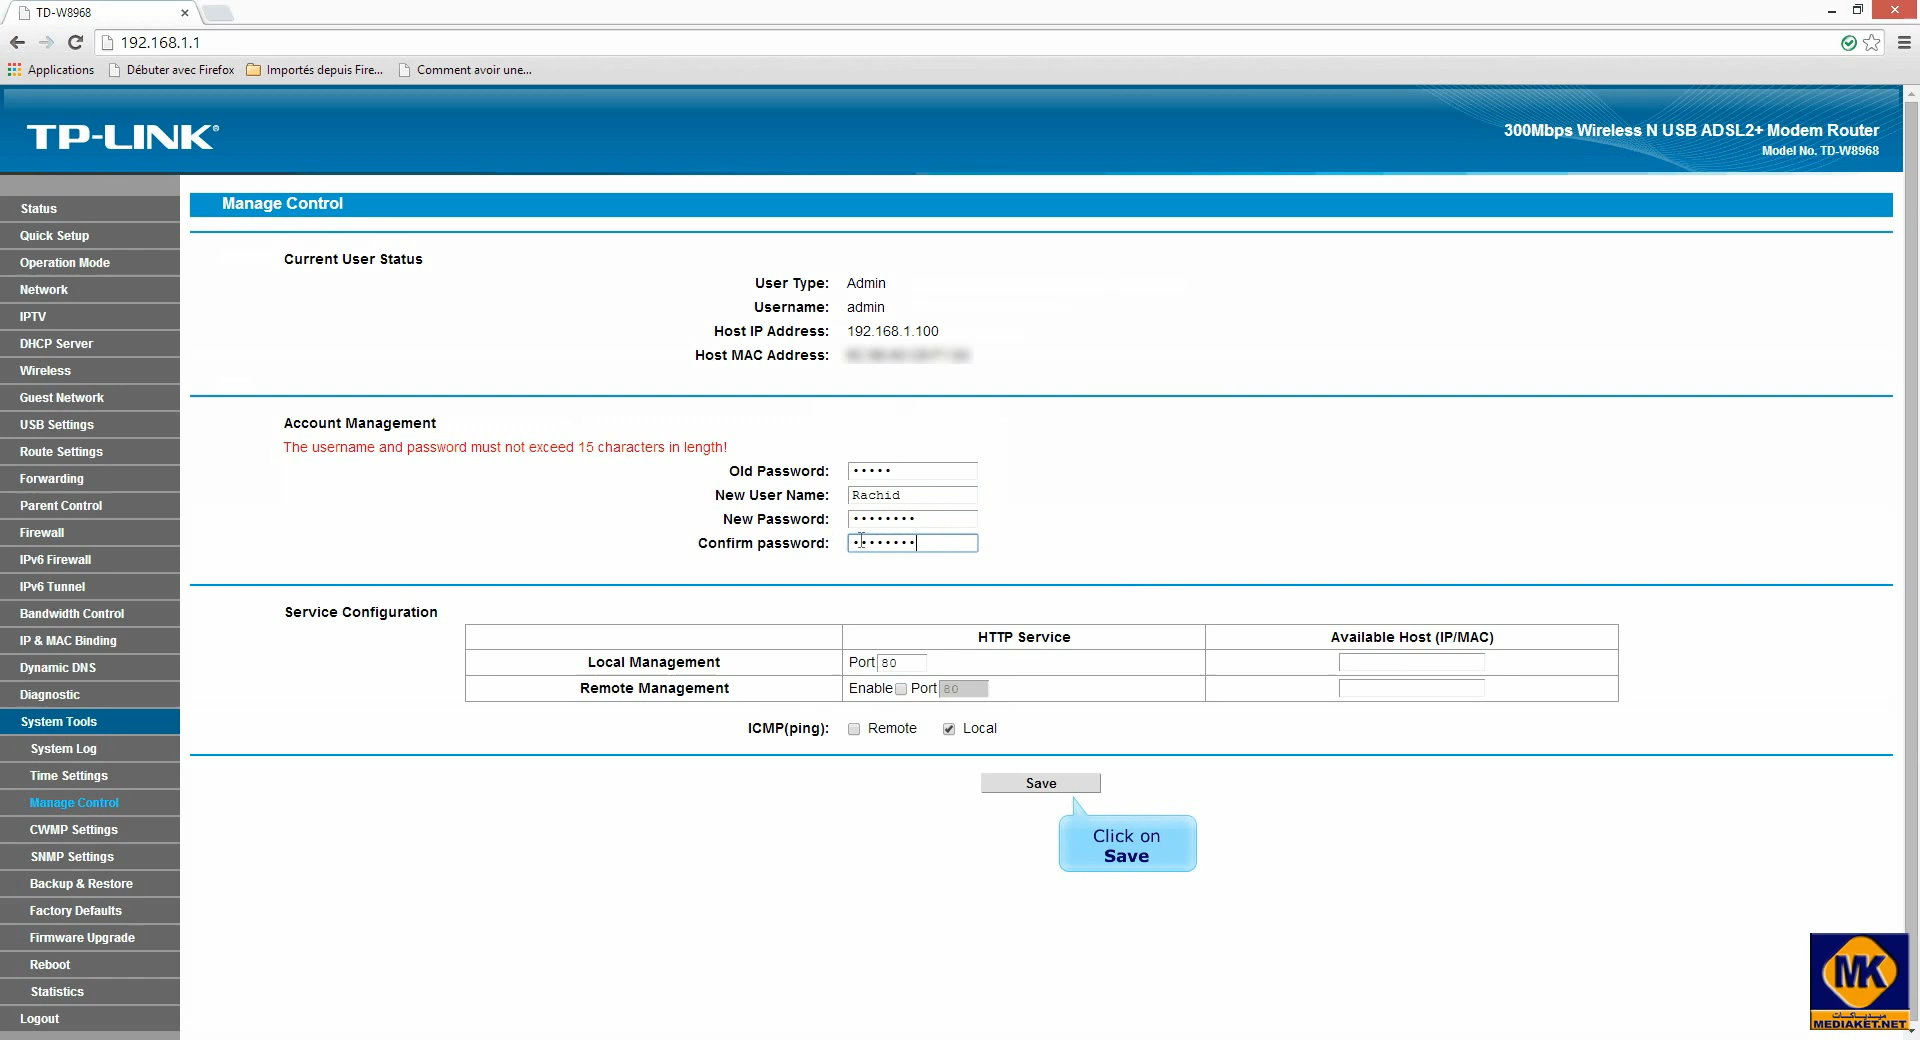 TD-W8968
192.168.1.1
Applications
Débuter avec Firefox
Importés depuis Fire...
Comment avoir une...
TP-LINK®
300Mbps Wireless N USB ADSL2+ Modem Router
Model No. TD-W8968
Status
Quick Setup
Operation Mode
Network
IPTV
DHCP Server
Wireless
Guest Network
USB Settings
Route Settings
Forwarding
Parent Control
Firewall
IPv6 Firewall
IPv6 Tunnel
Bandwidth Control
IP & MAC Binding
Dynamic DNS
Diagnostic
System Tools
System Log
Time Settings
Manage Control
CWMP Settings
SNMP Settings
Backup & Restore
Factory Defaults
Firmware Upgrade
Reboot
Statistics
Logout
Manage Control
Current User Status
User Type: Admin
Username: admin
Host IP Address: 192.168.1.100
Host MAC Address:
Account Management
The username and password must not exceed 15 characters in length!
Old Password: •••••
New User Name: Rachid
New Password: ••••••••
Confirm password: ••••••••
Service Configuration
HTTP Service Available Host (IP/MAC)
Local Management Port 80
Remote Management Enable Port 80
ICMP(ping): Remote Local
Save
Click on
Save
MK
ميدياكات
MEDIAKET.NET